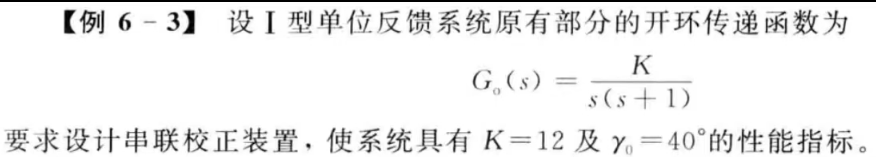 【例 6-3】 设 I 型单位反馈系统原有部分的开环传递函数为
G₀(s) = K / s(s+1)
要求设计串联校正装置，使系统具有 K=12 及 γ₀=40°的性能指标。